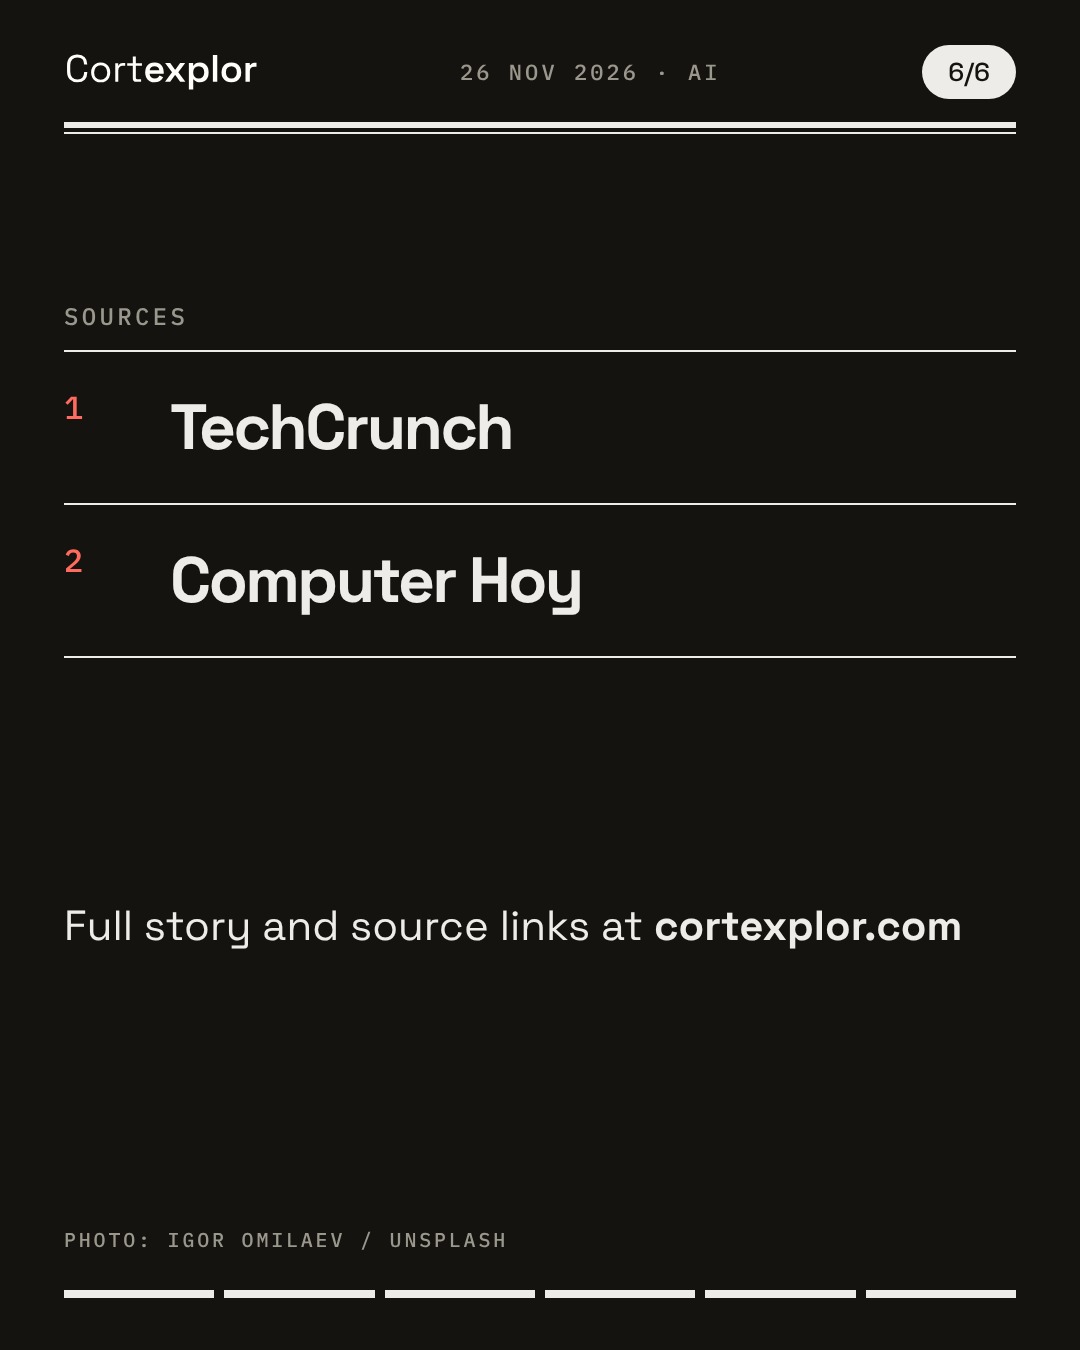 Cortexplor
26 NOV 2026 · AI
6/6
SOURCES
1 TechCrunch
2 Computer Hoy
Full story and source links at cortexplor.com
PHOTO: IGOR OMILAEV / UNSPLASH